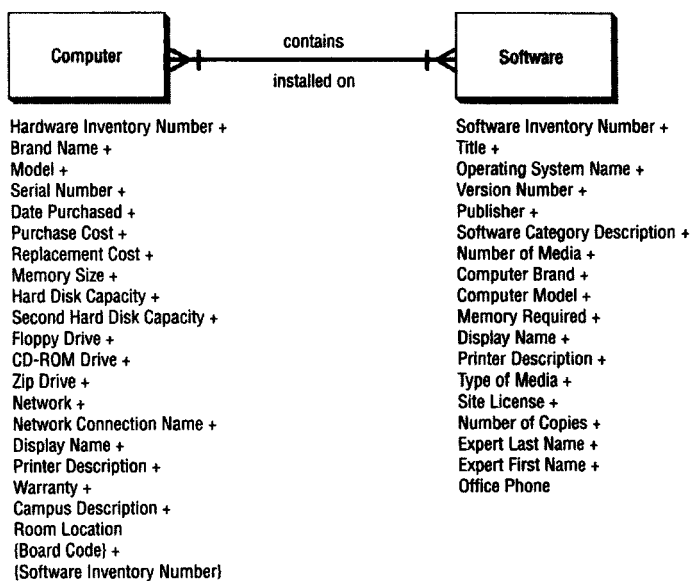 Computer
contains
installed on
Software
Hardware Inventory Number +
Brand Name +
Model +
Serial Number +
Date Purchased +
Purchase Cost +
Replacement Cost +
Memory Size +
Hard Disk Capacity +
Second Hard Disk Capacity +
Floppy Drive +
CD-ROM Drive +
Zip Drive +
Network +
Network Connection Name +
Display Name +
Printer Description +
Warranty +
Campus Description +
Room Location
{Board Code} +
{Software Inventory Number}
Software Inventory Number +
Title +
Operating System Name +
Version Number +
Publisher +
Software Category Description +
Number of Media +
Computer Brand +
Computer Model +
Memory Required +
Display Name +
Printer Description +
Type of Media +
Site License +
Number of Copies +
Expert Last Name +
Expert First Name +
Office Phone